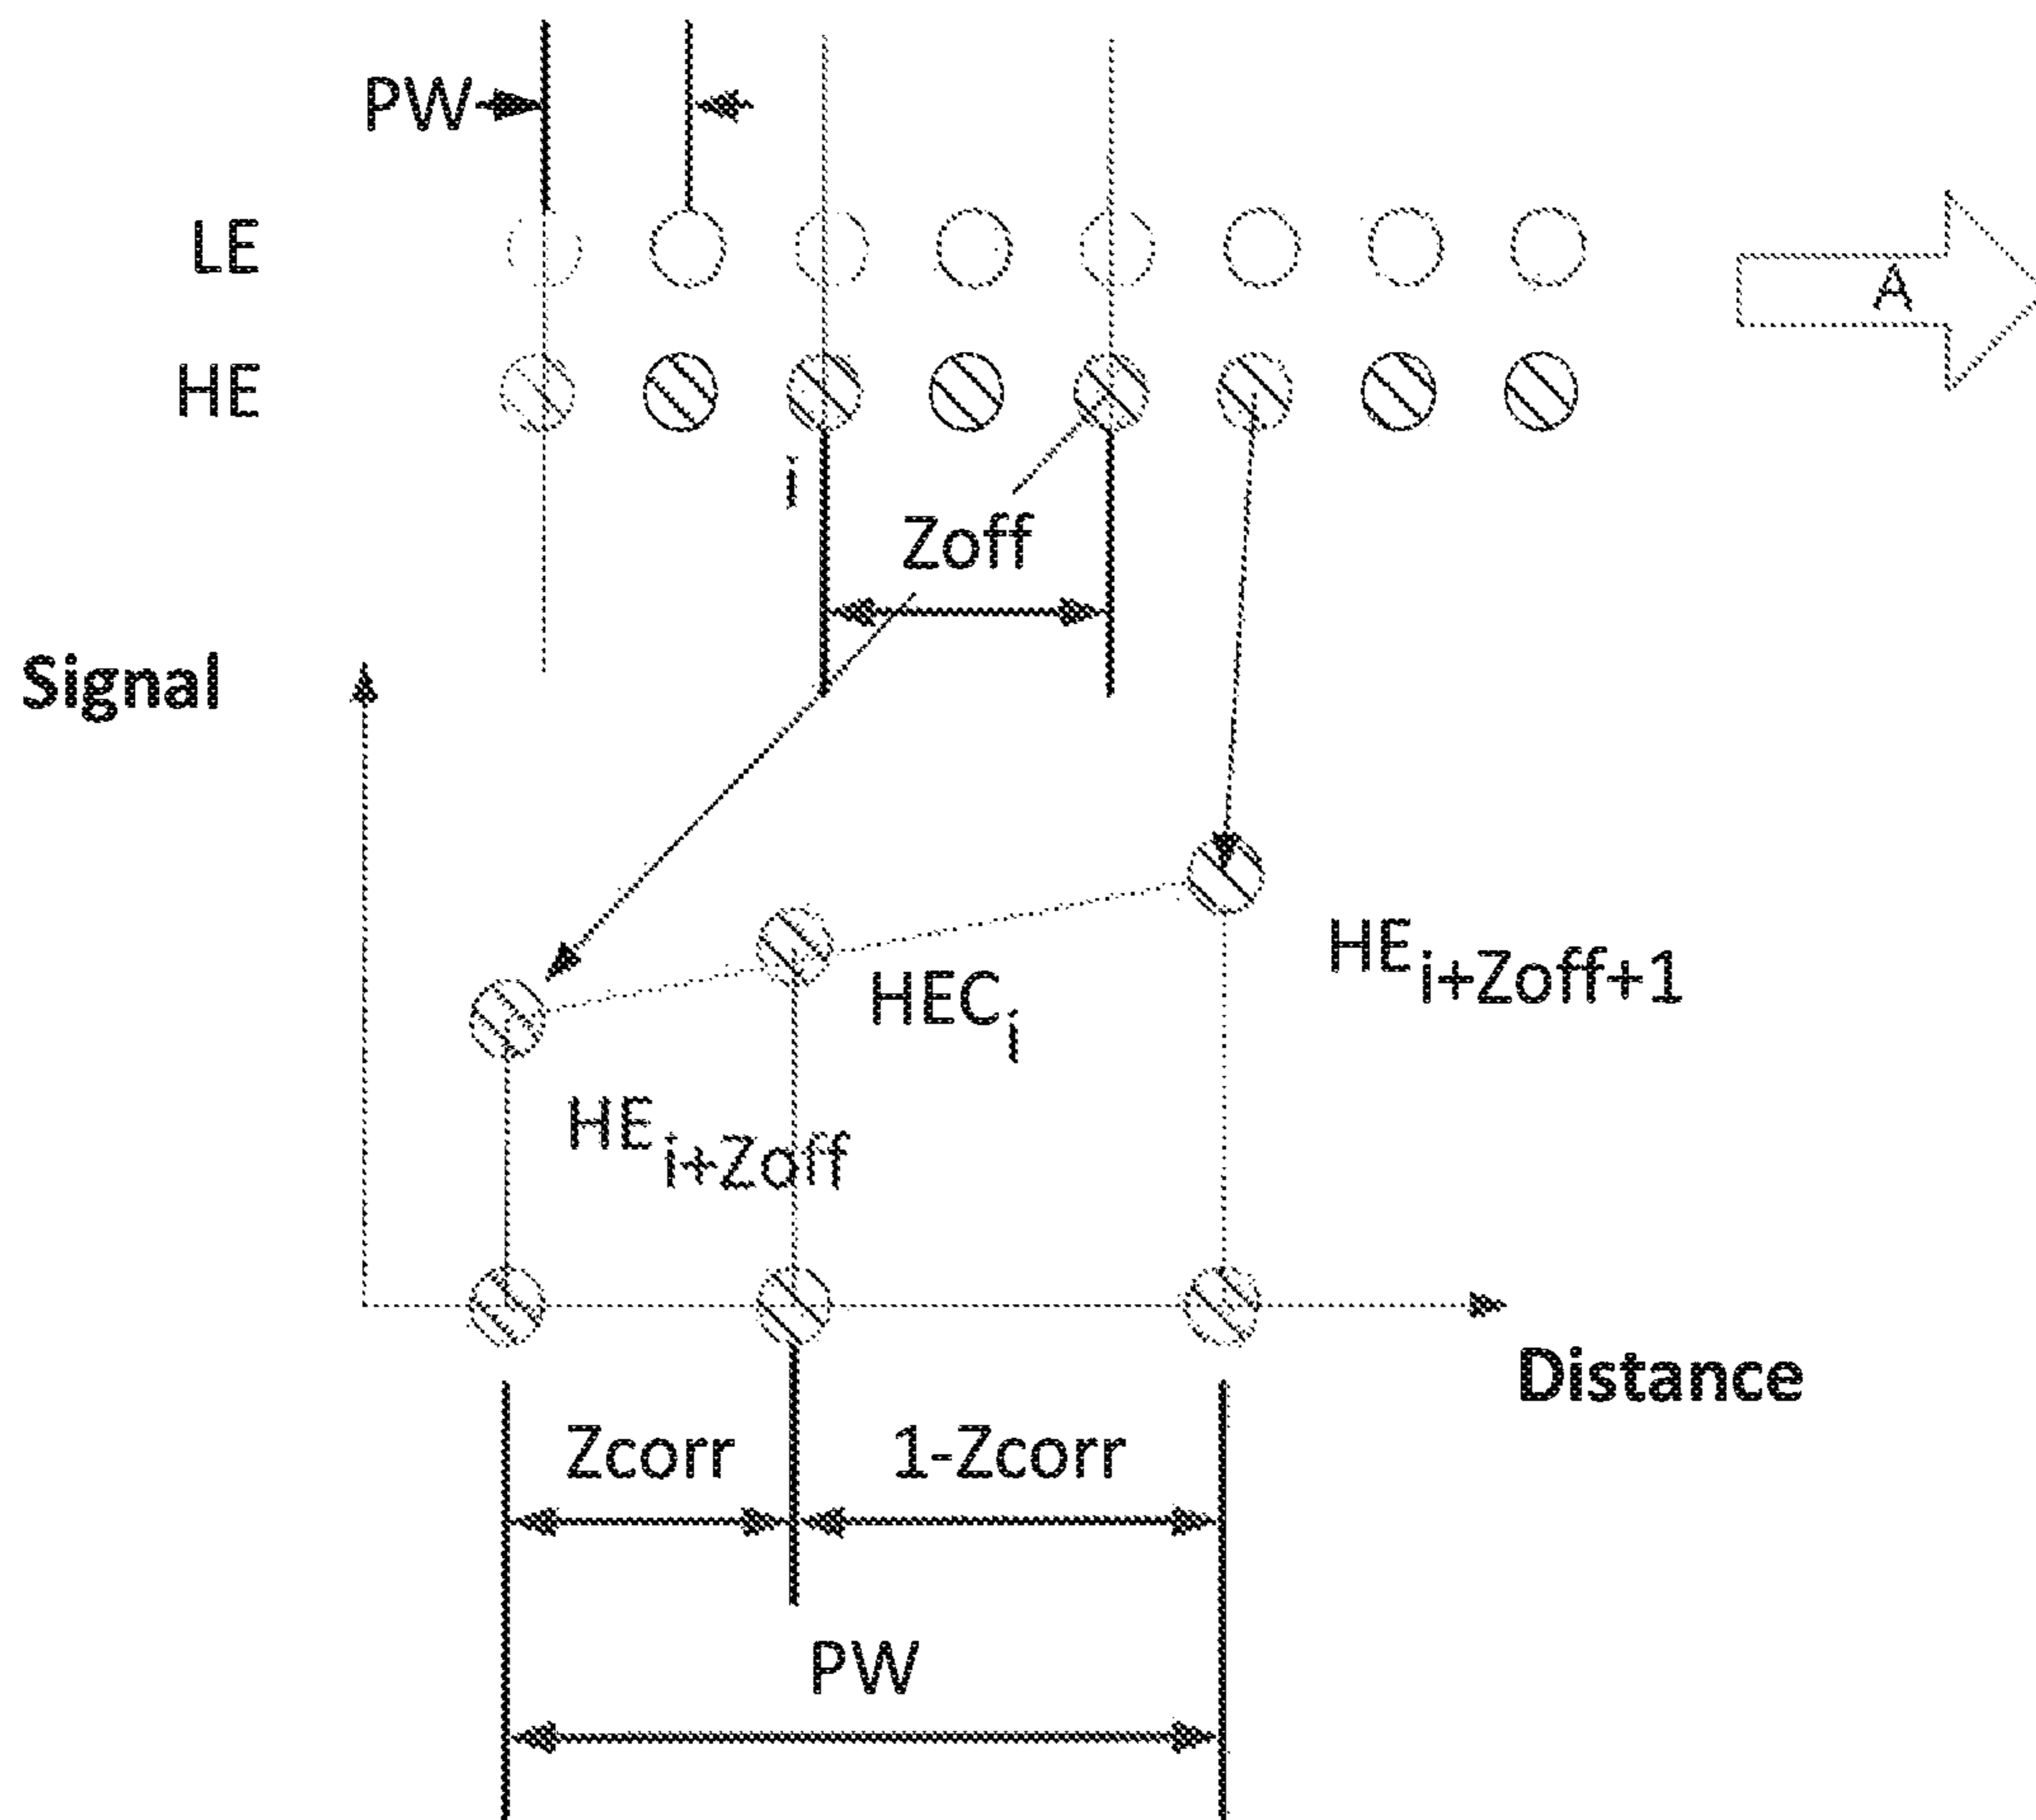 PW
LE
A
HE
i
Zoff
Signal
HEi+Zoff+1
HECi
HEi+Zoff
Distance
Zcorr 1-Zcorr
PW